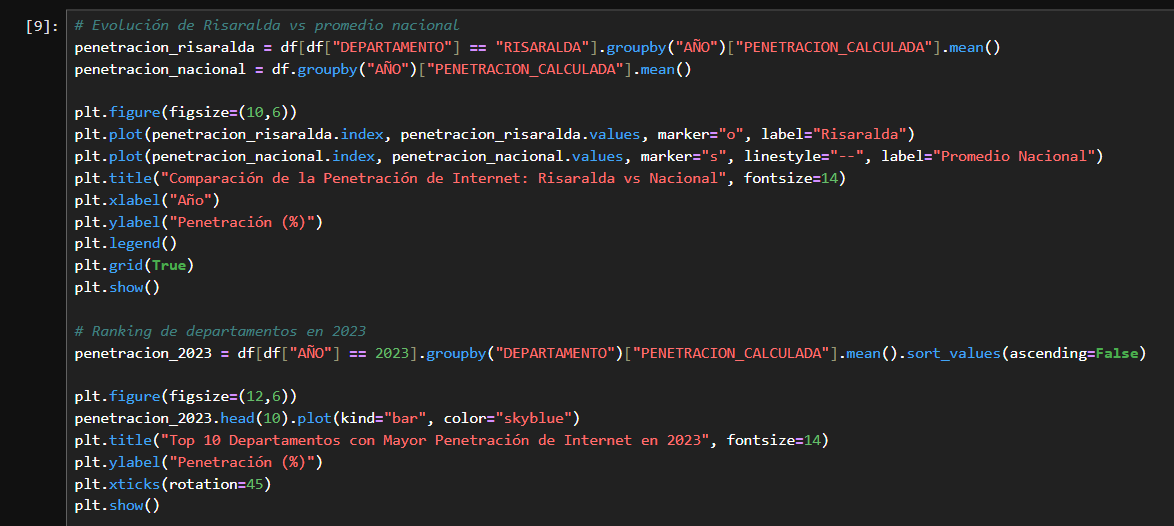 [9]: # Evolución de Risaralda vs promedio nacional
penetracion_risaralda = df[df["DEPARTAMENTO"] == "RISARALDA"].groupby("AÑO")["PENETRACION_CALCULADA"].mean()
penetracion_nacional = df.groupby("AÑO")["PENETRACION_CALCULADA"].mean()
plt.figure(figsize=(10,6))
plt.plot(penetracion_risaralda.index, penetracion_risaralda.values, marker="o", label="Risaralda")
plt.plot(penetracion_nacional.index, penetracion_nacional.values, marker="s", linestyle="--", label="Promedio Nacional")
plt.title("Comparación de la Penetración de Internet: Risaralda vs Nacional", fontsize=14)
plt.xlabel("Año")
plt.ylabel("Penetración (%)")
plt.legend()
plt.grid(True)
plt.show()
# Ranking de departamentos en 2023
penetracion_2023 = df[df["AÑO"] == 2023].groupby("DEPARTAMENTO")["PENETRACION_CALCULADA"].mean().sort_values(ascending=False)
plt.figure(figsize=(12,6))
penetracion_2023.head(10).plot(kind="bar", color="skyblue")
plt.title("Top 10 Departamentos con Mayor Penetración de Internet en 2023", fontsize=14)
plt.ylabel("Penetración (%)")
plt.xticks(rotation=45)
plt.show()